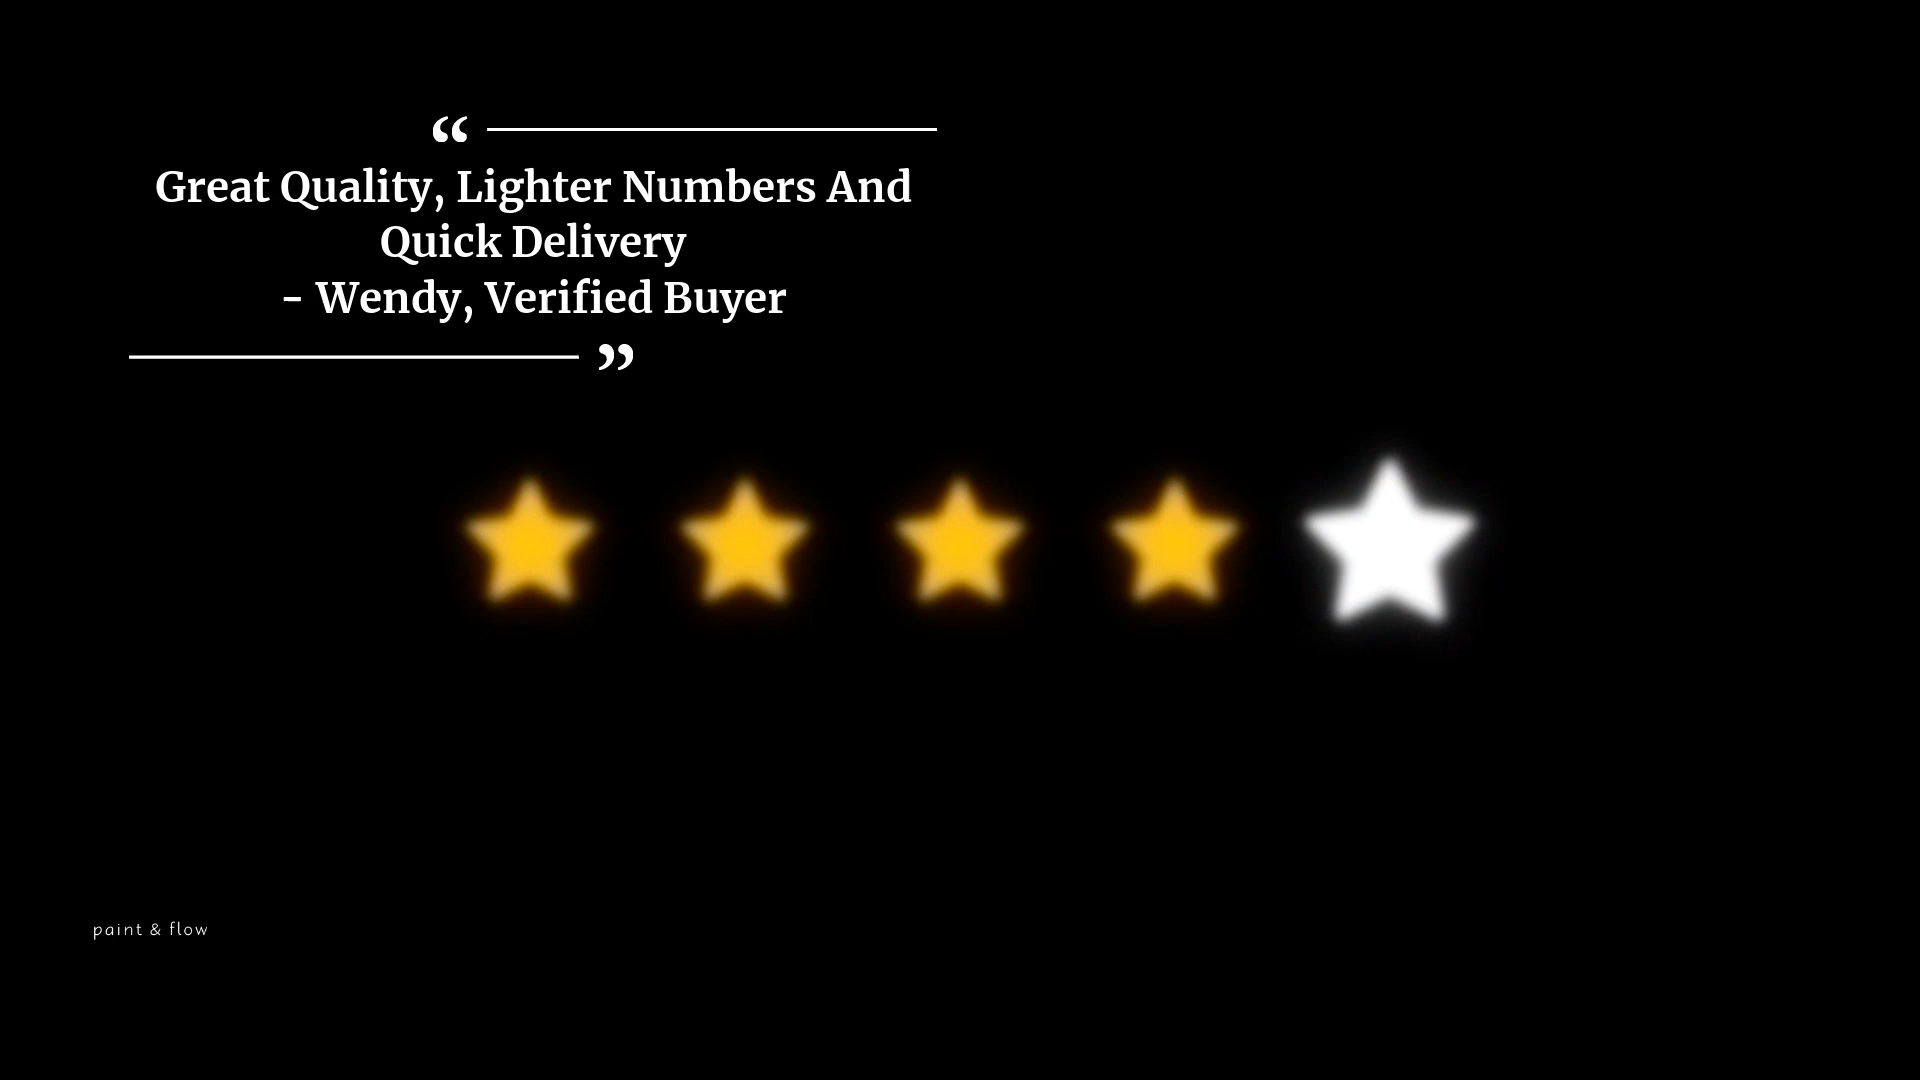 “
Great Quality, Lighter Numbers And
Quick Delivery
- Wendy, Verified Buyer
”
paint & flow